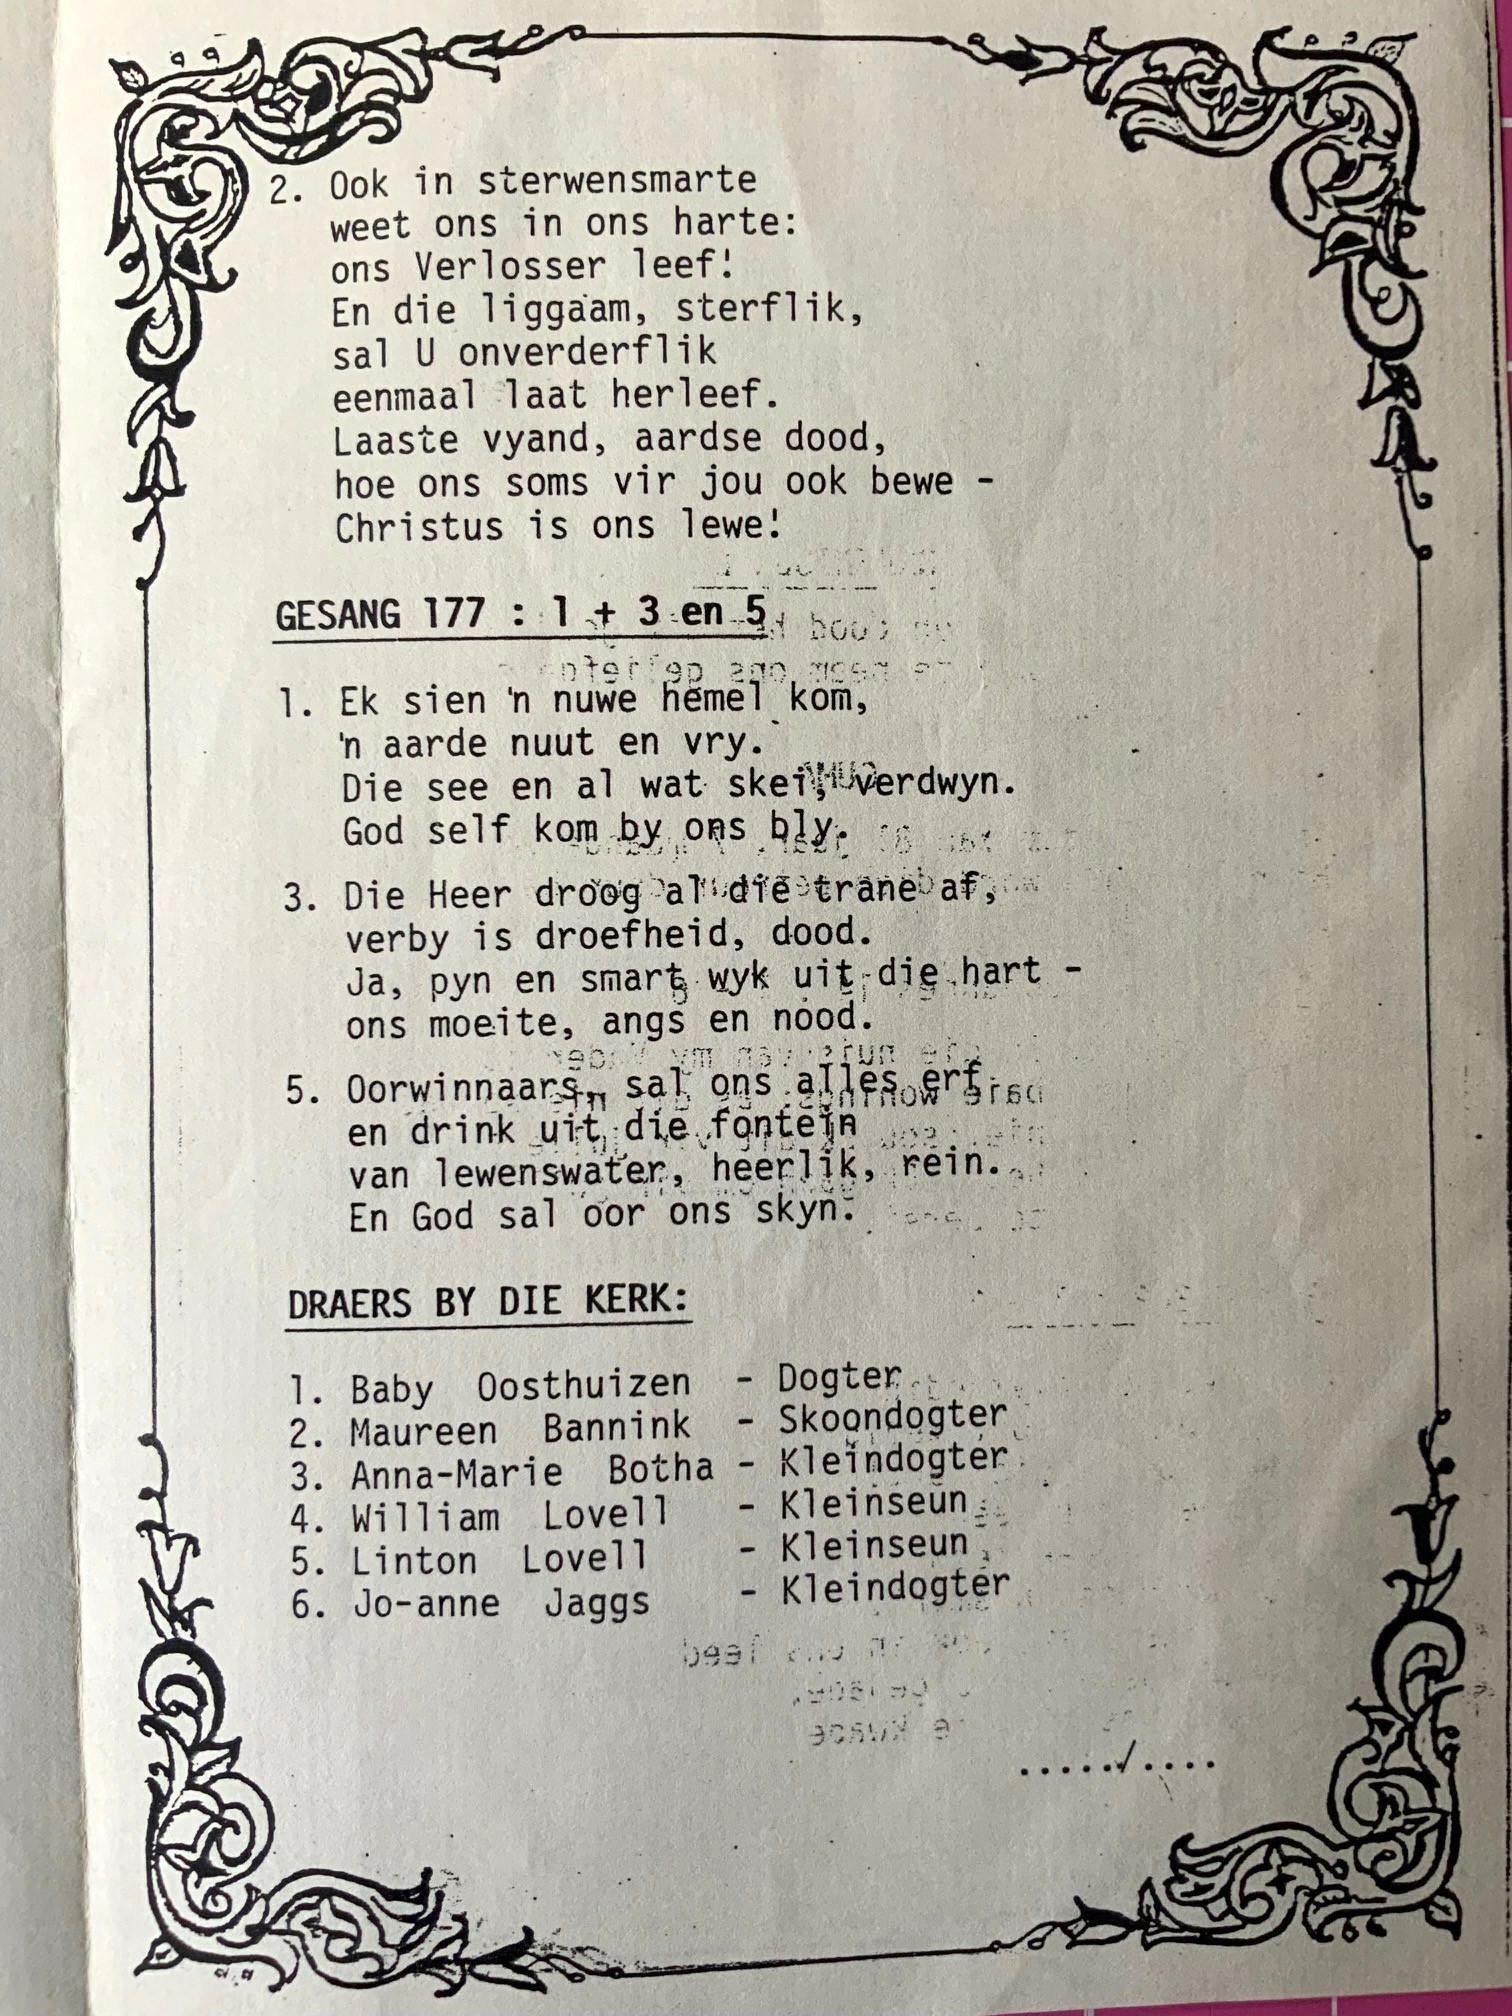 2. Ook in sterwensmarte
weet ons in ons harte:
ons Verlosser leef!
En die liggaam, sterflik,
sal U onverderflik
eenmaal laat herleef.
Laaste vyand, aardse dood,
hoe ons soms vir jou ook bewe -
Christus is ons lewe!
GESANG 177 : 1 + 3 en 5
1. Ek sien 'n nuwe hemel kom,
'n aarde nuut en vry.
Die see en al wat skei, verdwyn.
God self kom by ons bly.
3. Die Heer droog al die trane af,
verby is droefheid, dood.
Ja, pyn en smart wyk uit die hart -
ons moeite, angs en nood.
5. Oorwinnaars, sal ons alles erf
en drink uit die fontein
van lewenswater, heerlik, rein.
En God sal oor ons skyn.
DRAERS BY DIE KERK:
1. Baby Oosthuizen - Dogter
2. Maureen Bannink - Skoondogter
3. Anna-Marie Botha - Kleindogter
4. William Lovell - Kleinseun
5. Linton Lovell - Kleinseun
6. Jo-anne Jaggs - Kleindogter
...../....